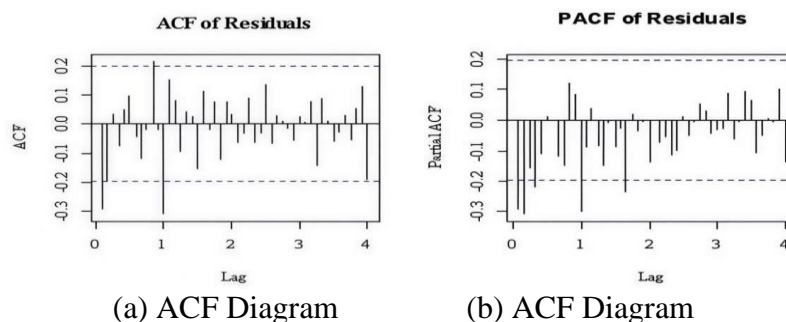 ACF of Residuals
PACF of Residuals
ACF
0.2
0.1
0.0
-0.1
-0.2
-0.3
0 1 2 3 4
Lag
PartialACF
0.2
0.1
0.0
-0.1
-0.2
-0.3
0 1 2 3 4
Lag
(a) ACF Diagram
(b) ACF Diagram